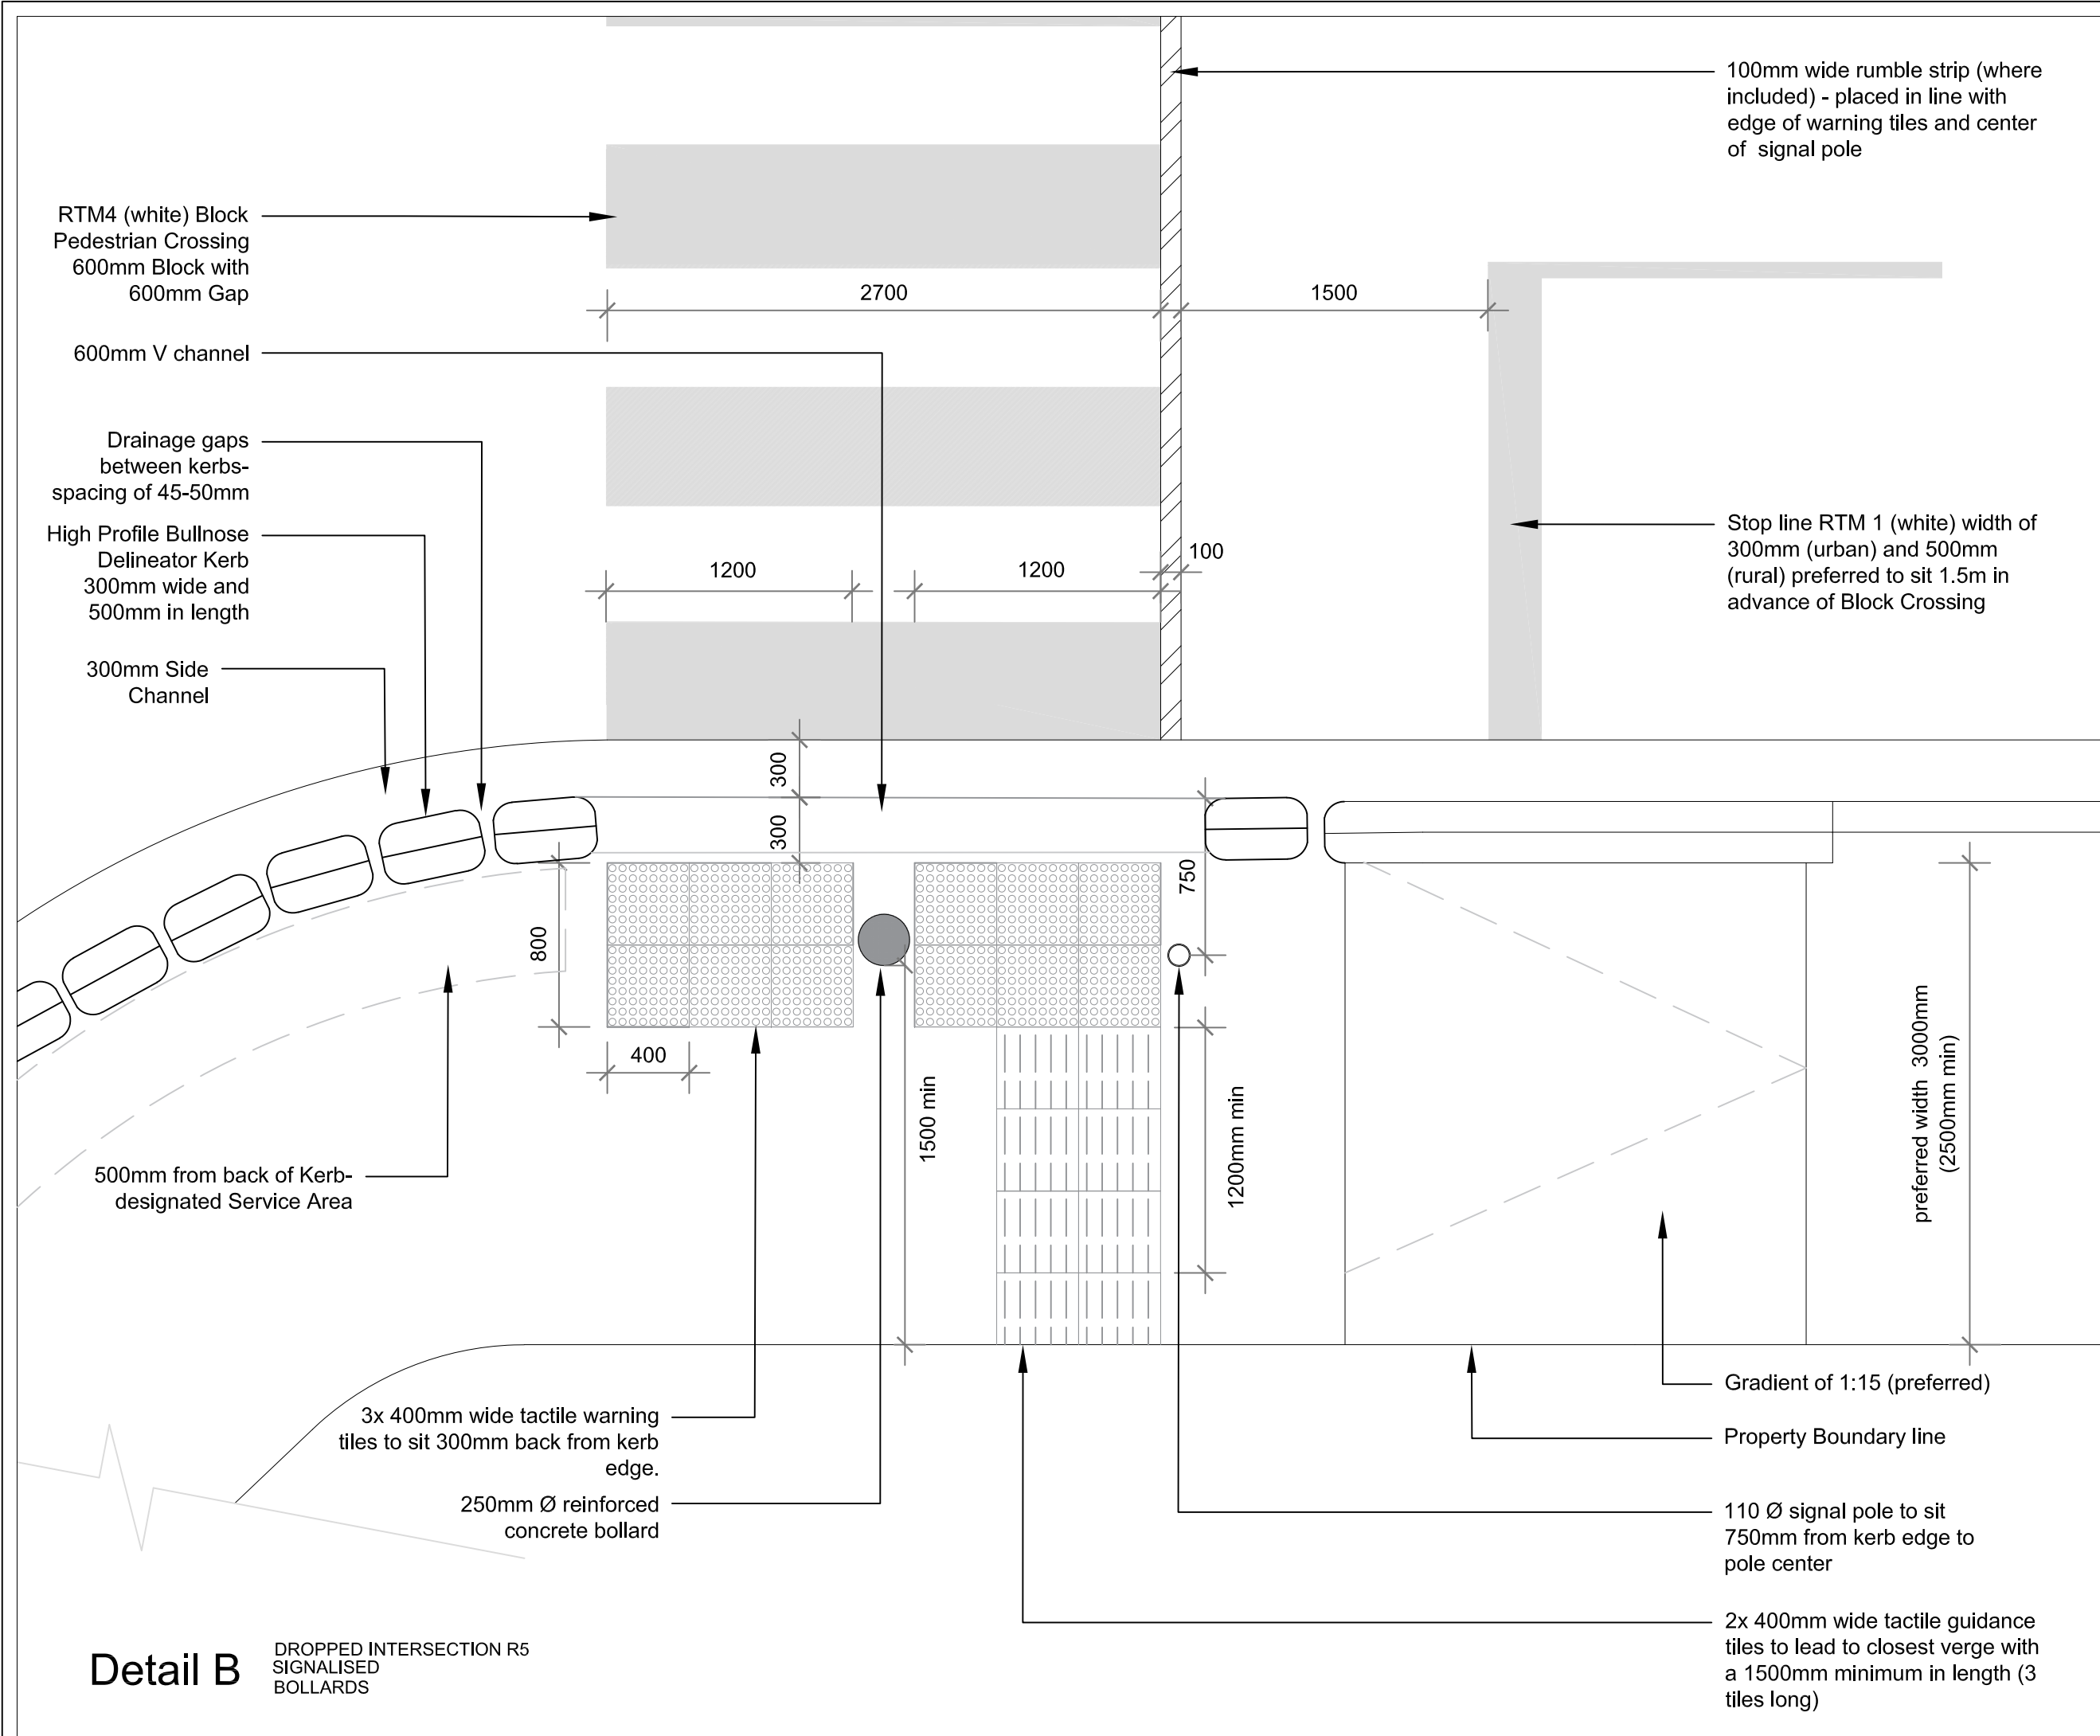 100mm wide rumble strip (where
included) - placed in line with
edge of warning tiles and center
of signal pole
RTM4 (white) Block
Pedestrian Crossing
600mm Block with
600mm Gap
2700
1500
600mm V channel
Drainage gaps
between kerbs-
spacing of 45-50mm
High Profile Bullnose
Delineator Kerb
300mm wide and
500mm in length
Stop line RTM 1 (white) width of
300mm (urban) and 500mm
(rural) preferred to sit 1.5m in
advance of Block Crossing
1200
1200
100
300mm Side
Channel
300
300
750
800
400
1500 min
1200mm min
preferred width 3000mm
(2500mm min)
500mm from back of Kerb-
designated Service Area
3x 400mm wide tactile warning
tiles to sit 300mm back from kerb
edge.
250mm Ø reinforced
concrete bollard
Gradient of 1:15 (preferred)
Property Boundary line
110 Ø signal pole to sit
750mm from kerb edge to
pole center
2x 400mm wide tactile guidance
tiles to lead to closest verge with
a 1500mm minimum in length (3
tiles long)
Detail B
DROPPED INTERSECTION R5
SIGNALISED
BOLLARDS